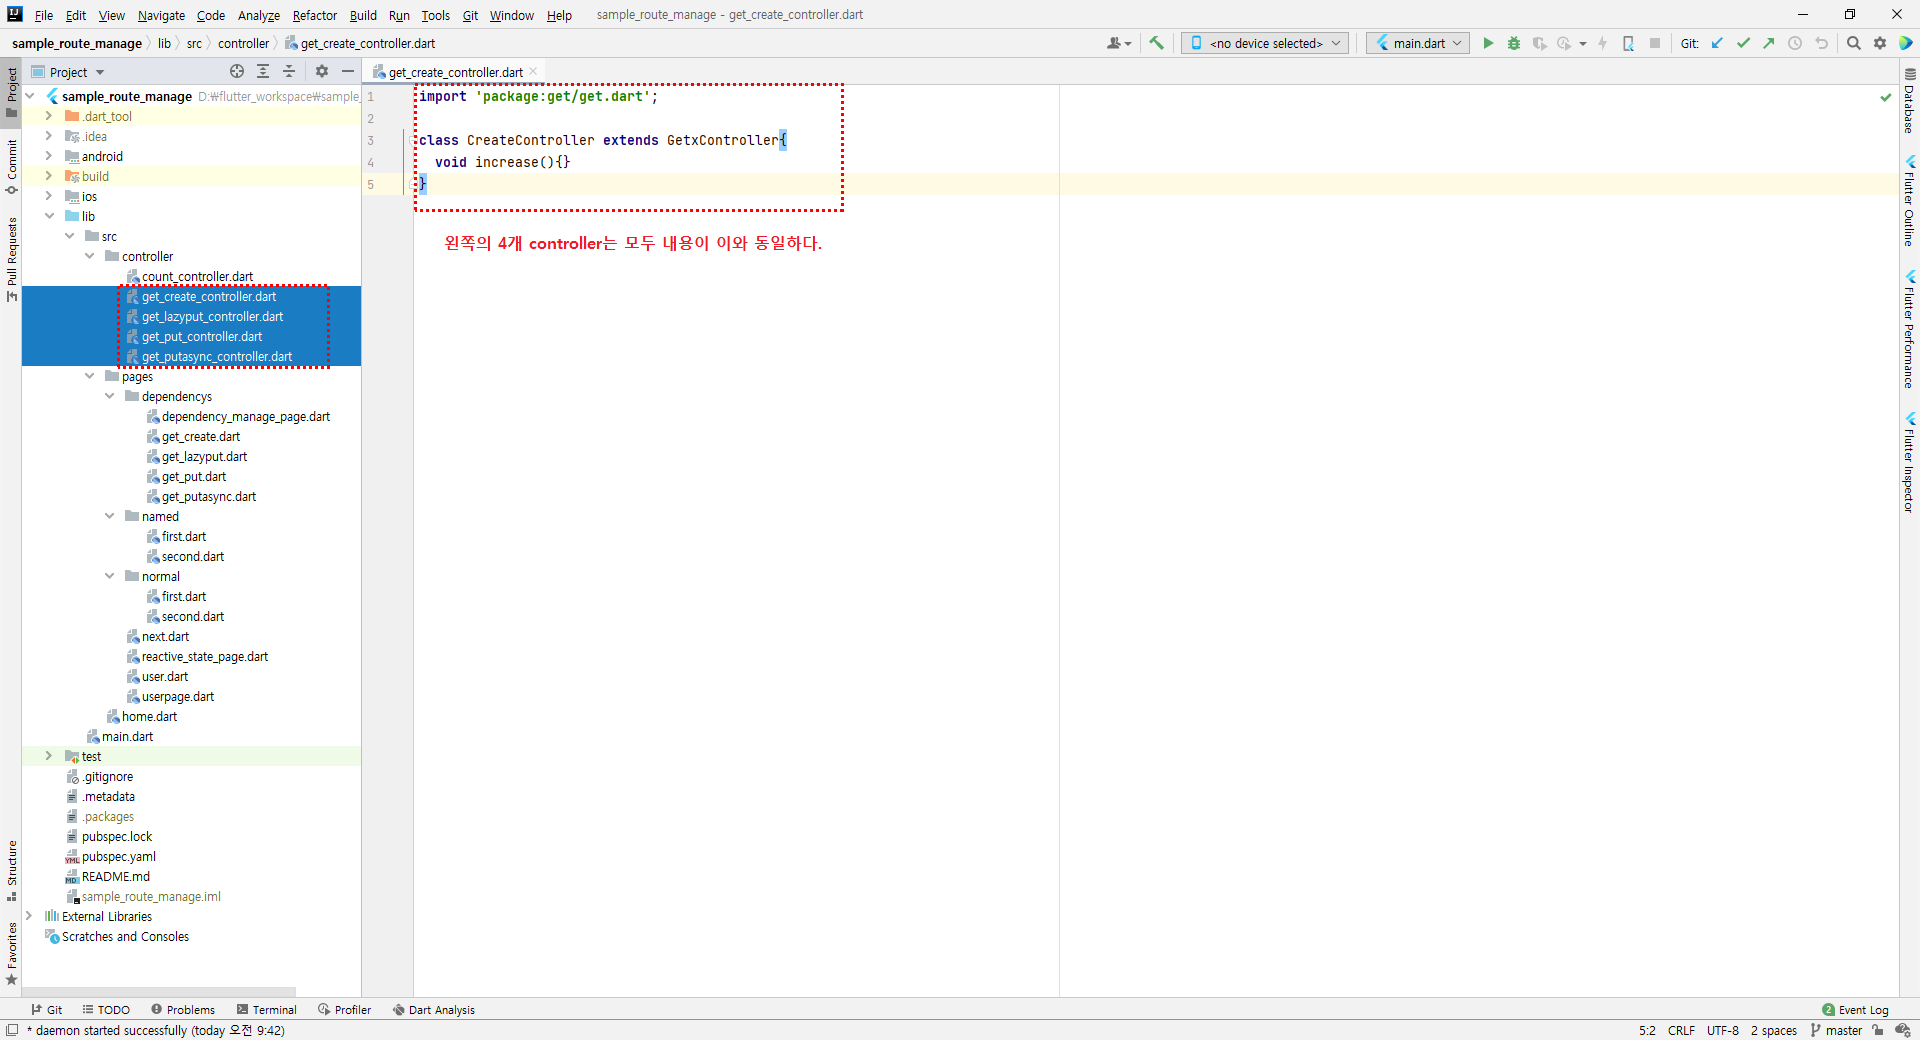 File Edit View Navigate Code Analyze Refactor Build Run Tools Git Window Help sample_route_manage - get_create_controller.dart
sample_route_manage lib src controller get_create_controller.dart <no device selected> main.dart Git:
Project
get_create_controller.dart
sample_route_manage D:₩flutter_workspace₩sample_
.dart_tool
.idea
android
build
ios
lib
src
controller
count_controller.dart
get_create_controller.dart
get_lazyput_controller.dart
get_put_controller.dart
get_putasync_controller.dart
pages
dependencys
dependency_manage_page.dart
get_create.dart
get_lazyput.dart
get_put.dart
get_putasync.dart
named
first.dart
second.dart
normal
first.dart
second.dart
next.dart
reactive_state_page.dart
user.dart
userpage.dart
home.dart
main.dart
test
.gitignore
.metadata
.packages
pubspec.lock
pubspec.yaml
README.md
sample_route_manage.iml
External Libraries
Scratches and Consoles
1 import 'package:get/get.dart';
2
3 class CreateController extends GetxController{
4 void increase(){}
5 }
왼쪽의 4개 controller는 모두 내용이 이와 동일하다.
Project
Commit
Pull Requests
Structure
Favorites
Database
Flutter Outline
Flutter Performance
Flutter Inspector
Git TODO Problems Terminal Profiler Dart Analysis 2 Event Log
* daemon started successfully (today 오전 9:42) 5:2 CRLF UTF-8 2 spaces master